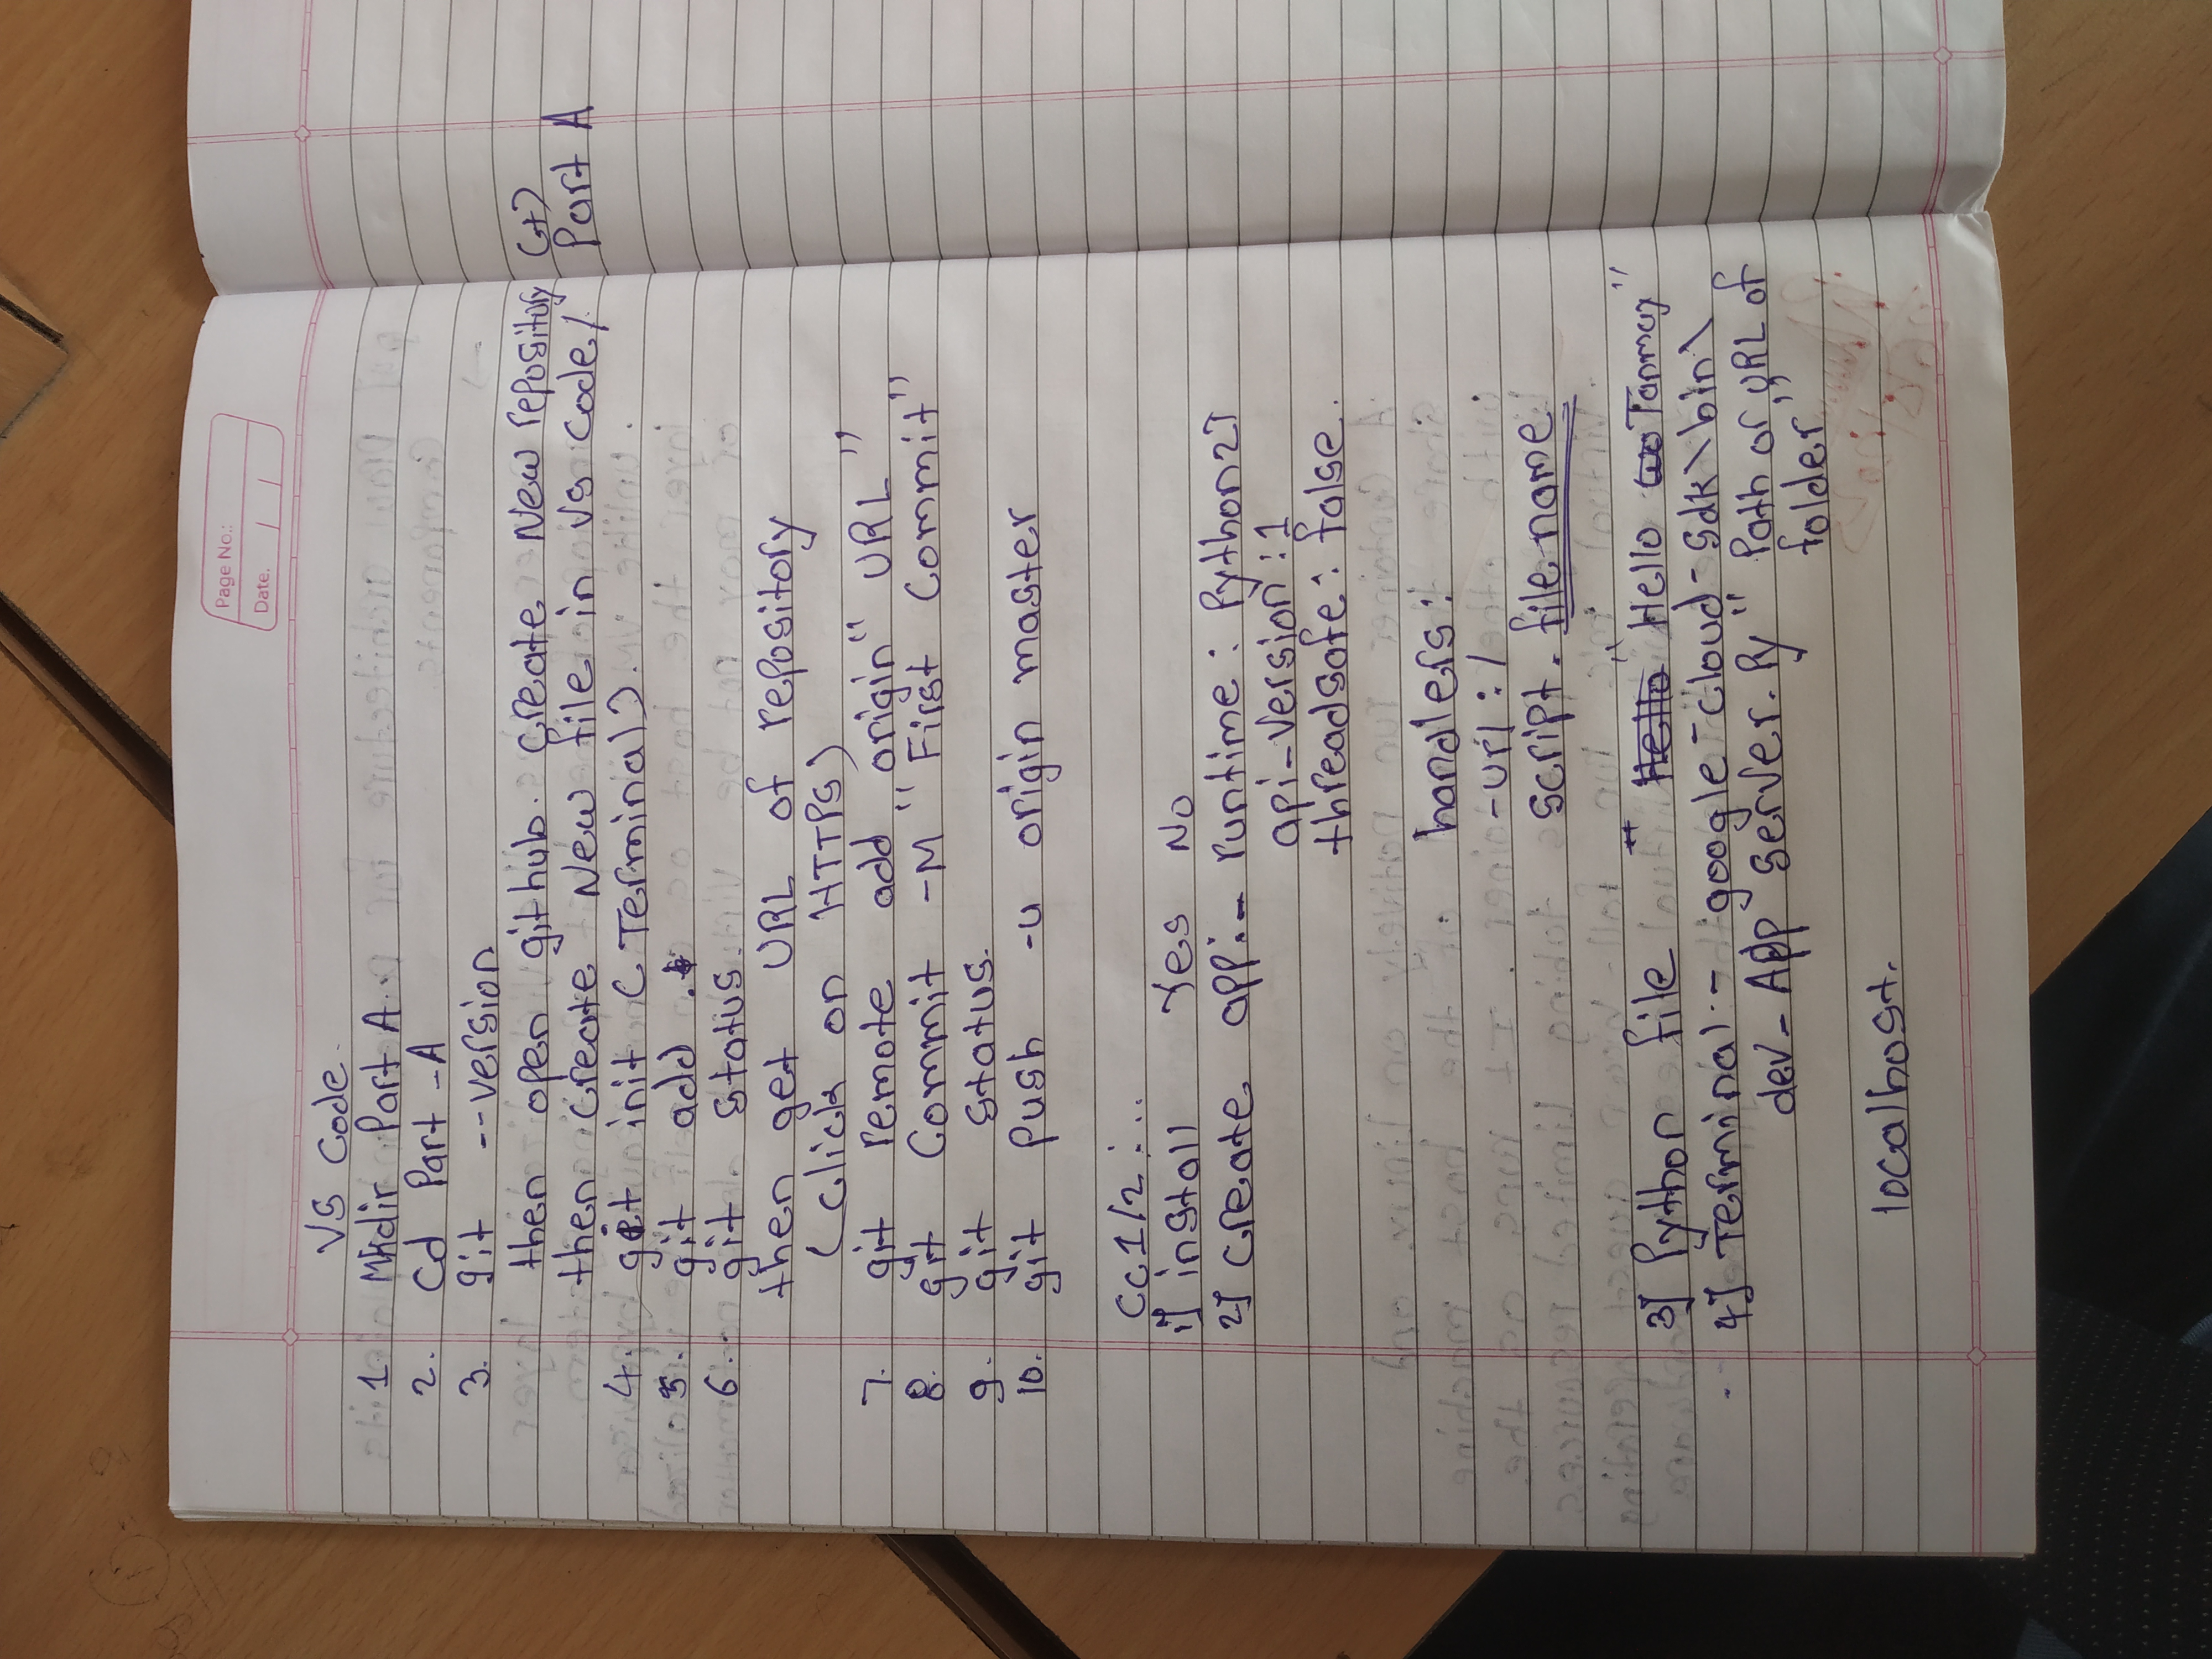 Page No.:
Date. / /
VS Code.
1. Mkdir Part A.
2. Cd Part -A
3. git --version
then open github. Create New repository (+)
then create New file in VS Code/ Part A
4. git init (Terminal).
5. git add .
6. git status.
then get URL of repository
(Click on HTTPS)
7. git remote add origin "URL"
8. git Commit -M "First Commit"
9. git status.
10. git push -u origin master
CC1/2:..
1] install Yes No
2] Create app:- runtime: Python27
api-version:1
threadsafe: false.
handlers:
-url:/
script. file name
3] Python file " Hello "Hello Tanmay"
4] Terminal:- google-cloud-sdk\bin\
dev-App server.Py "Path or URL of
folder"
localhost.